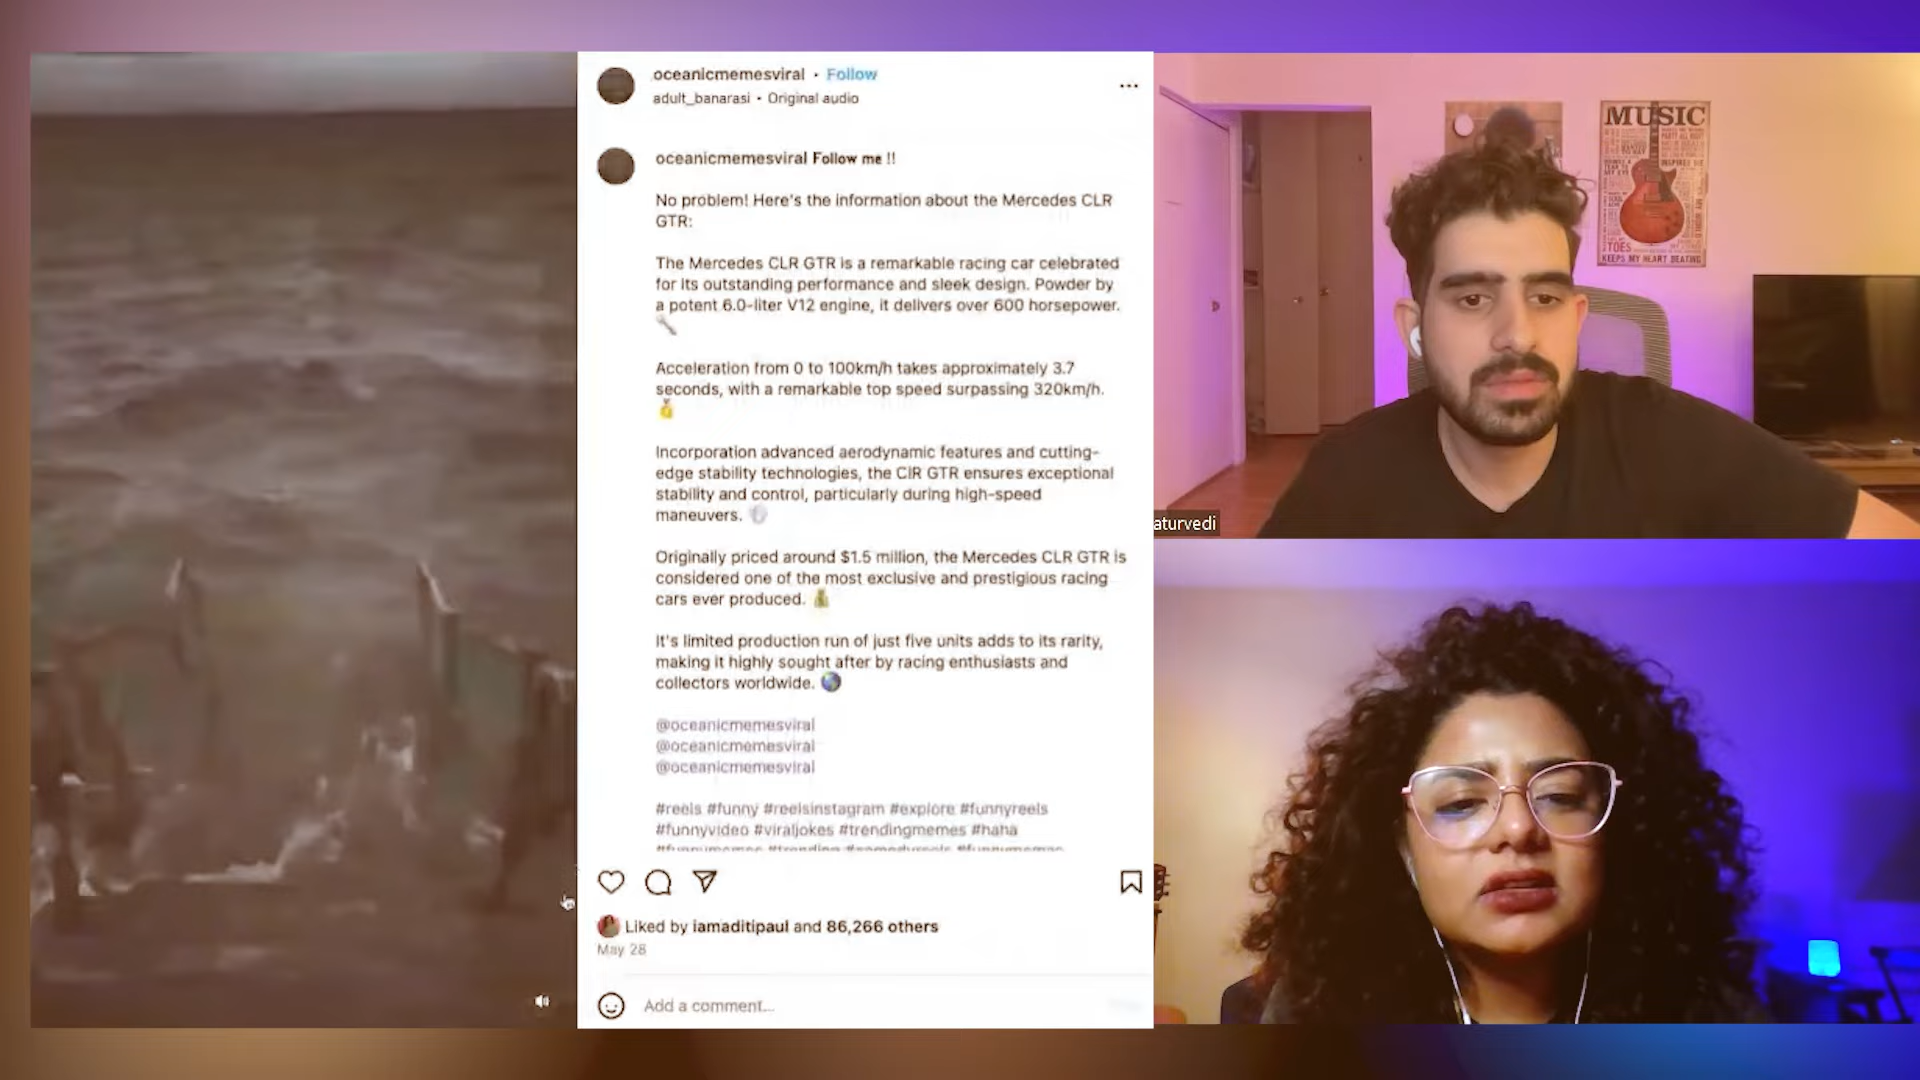 oceanicmemesviral • Follow
adult_banarasi • Original audio
oceanicmemesviral Follow me !!
No problem! Here's the information about the Mercedes CLR
GTR:
The Mercedes CLR GTR is a remarkable racing car celebrated
for its outstanding performance and sleek design. Powder by
a potent 6.0-liter V12 engine, it delivers over 600 horsepower.
Acceleration from 0 to 100km/h takes approximately 3.7
seconds, with a remarkable top speed surpassing 320km/h.
Incorporation advanced aerodynamic features and cutting-
edge stability technologies, the ClR GTR ensures exceptional
stability and control, particularly during high-speed
maneuvers.
Originally priced around $1.5 million, the Mercedes CLR GTR is
considered one of the most exclusive and prestigious racing
cars ever produced.
It's limited production run of just five units adds to its rarity,
making it highly sought after by racing enthusiasts and
collectors worldwide.
@oceanicmemesviral
@oceanicmemesviral
@oceanicmemesviral
#reels #funny #reelsinstagram #explore #funnyreels
#funnyvideo #viraljokes #trendingmemes #haha
Liked by iamaditipaul and 86,266 others
May 28
Add a comment...
MUSIC
TOES
KEEPS MY HEART BEATING
aturvedi